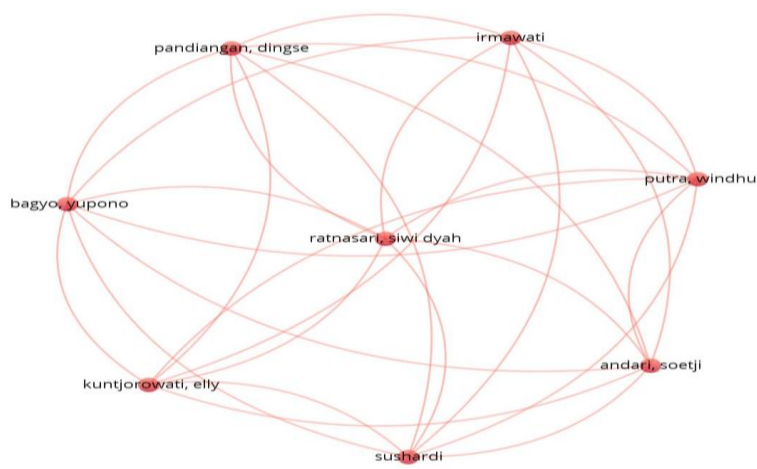 irmawati
pandiangan, dingse
putra, windhu
bagyo, yupono
ratnasari, siwi dyah
andari, soetji
kuntjorowati, elly
sushardi